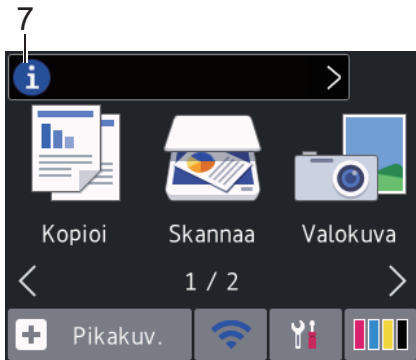 7
i
Kopioi Skannaa Valokuva
< 1 / 2 >
+ Pikakuv.